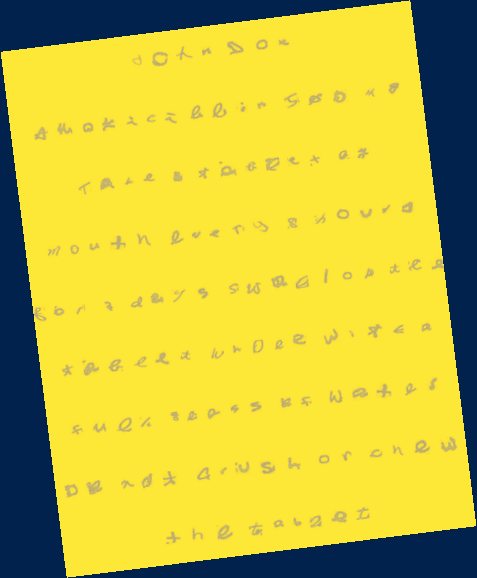 JOhn Doe
Amoxicillin 500 mg
Take 1 tablet by
mouth every 8 hours
for 7 days swallow the
tablet whole with a
full glass of water
DO not crush or chew
the tablet